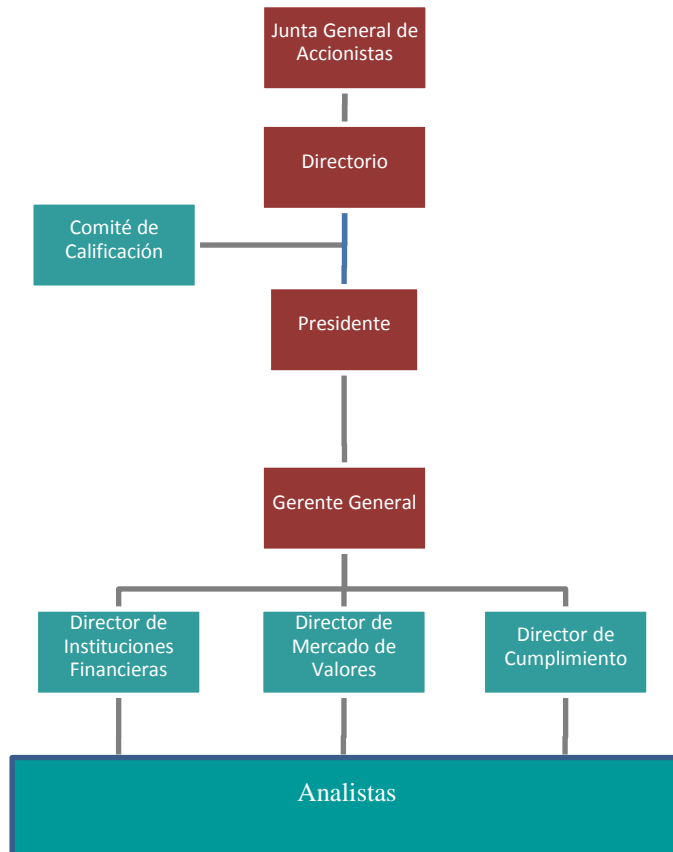 Junta General de
Accionistas
Directorio
Comité de
Calificación
Presidente
Gerente General
Director de
Instituciones
Financieras
Director de
Mercado de
Valores
Director de
Cumplimiento
Analistas